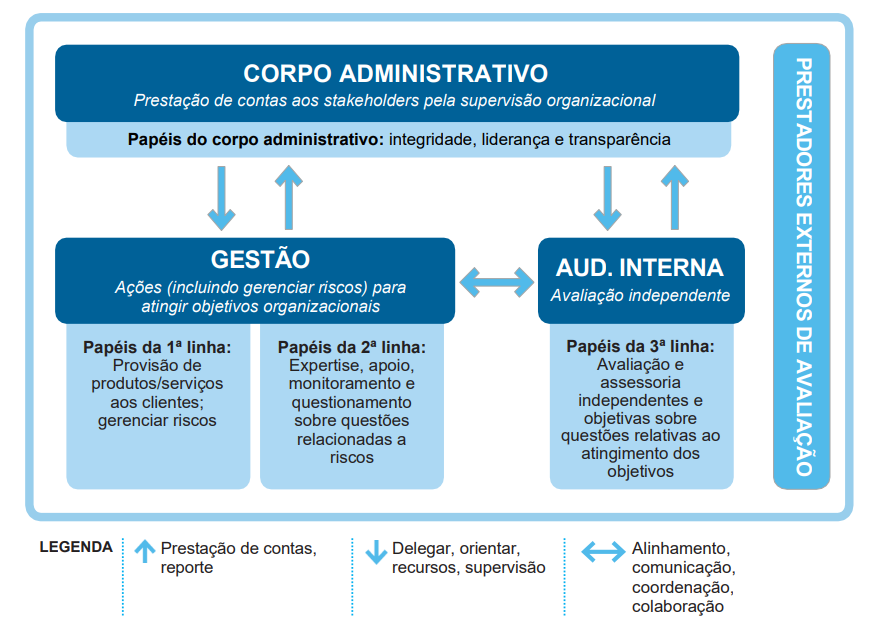 CORPO ADMINISTRATIVO
Prestação de contas aos stakeholders pela supervisão organizacional
Papéis do corpo administrativo: integridade, liderança e transparência
GESTÃO
Ações (incluindo gerenciar riscos) para
atingir objetivos organizacionais
AUD. INTERNA
Avaliação independente
Papéis da 1ª linha:
Provisão de
produtos/serviços
aos clientes;
gerenciar riscos
Papéis da 2ª linha:
Expertise, apoio,
monitoramento e
questionamento
sobre questões
relacionadas a
riscos
Papéis da 3ª linha:
Avaliação e
assessoria
independentes e
objetivas sobre
questões relativas ao
atingimento dos
objetivos
PRESTADORES EXTERNOS DE AVALIAÇÃO
LEGENDA
Prestação de contas,
reporte
Delegar, orientar,
recursos, supervisão
Alinhamento,
comunicação,
coordenação,
colaboração